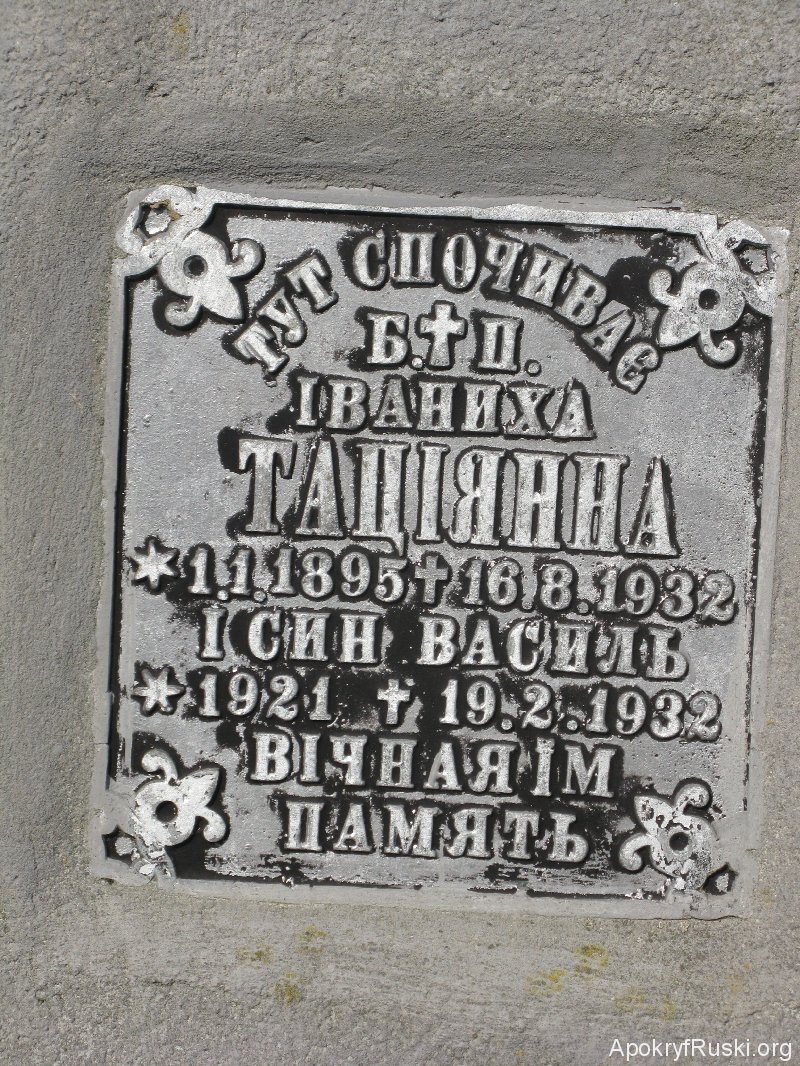 ТУТ СПОЧИВАЄ
Б.✝П.
ІВАНИХА
ТАЦІЯННА
* 1.1.1895 ✝ 16.8.1932
І СИН ВАСИЛЬ
* 1921 ✝ 19.2.1932
ВІЧНАЯ ІМ
ПАМЯТЬ
ApokryfRuski.org